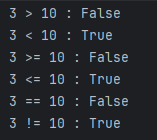 3 > 10 : False
3 < 10 : True
3 >= 10 : False
3 <= 10 : True
3 == 10 : False
3 != 10 : True